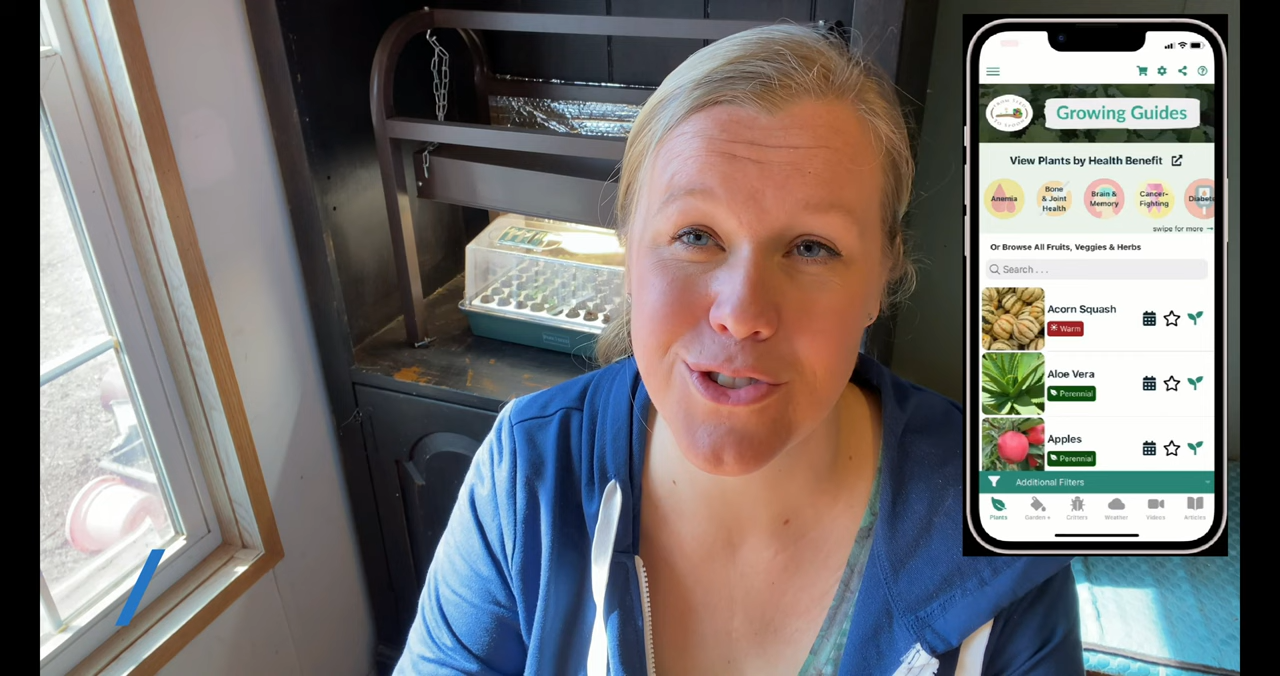 Growing Guides
View Plants by Health Benefit
Anemia
Bone
& Joint
Health
Brain &
Memory
Cancer-
Fighting
Diabete
swipe for more →
Or Browse All Fruits, Veggies & Herbs
Search . . .
Acorn Squash
Warm
Aloe Vera
Perennial
Apples
Perennial
Additional Filters
Plants
Garden +
Critters
Weather
Videos
Articles